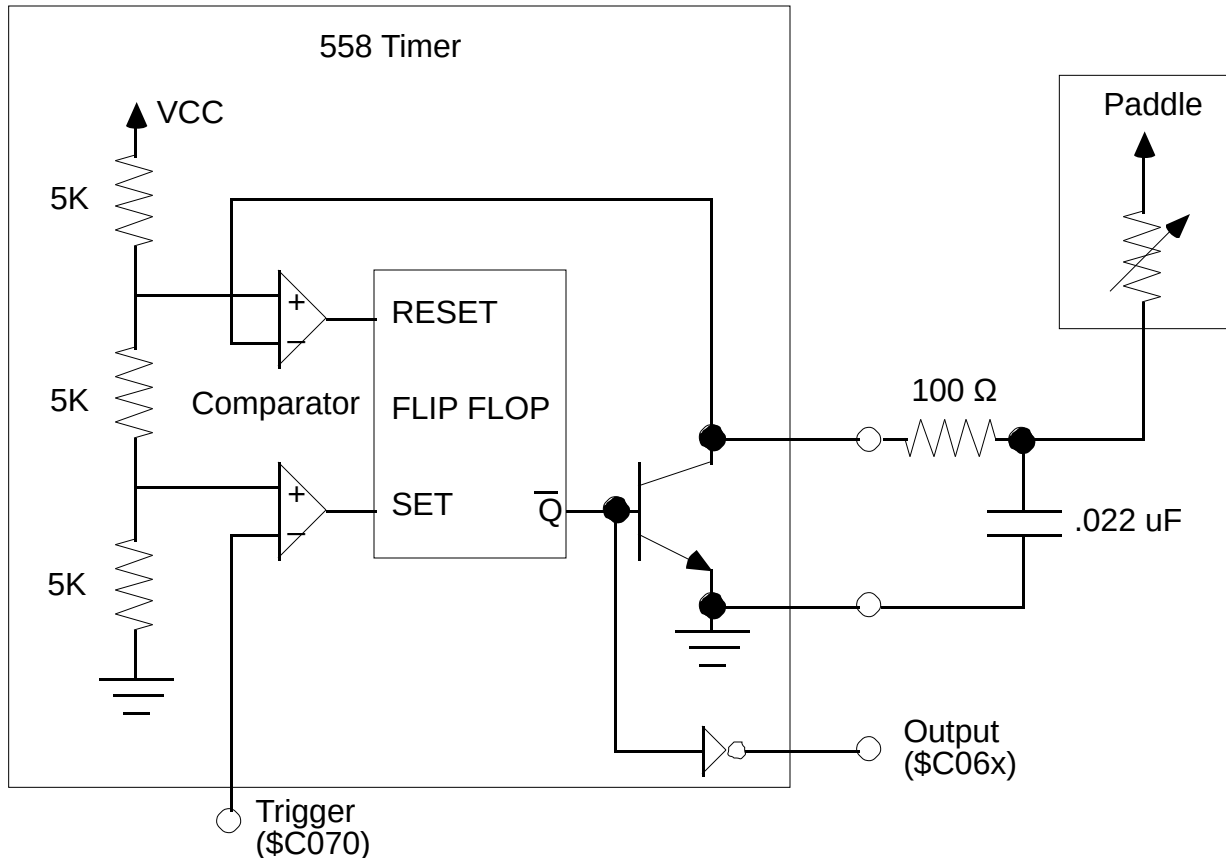 558 Timer
Paddle
VCC
5K
+
−
RESET
5K
Comparator
FLIP FLOP
100 Ω
+
−
SET
Q̅
.022 uF
5K
Output
($C06x)
Trigger
($C070)